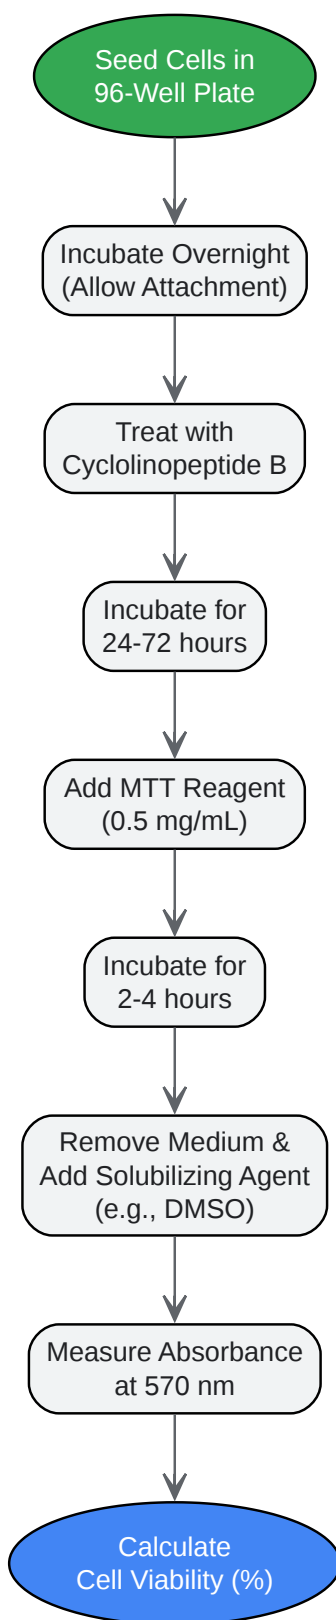 Seed Cells in
96-Well Plate
Incubate Overnight
(Allow Attachment)
Treat with
Cyclolinopeptide B
Incubate for
24-72 hours
Add MTT Reagent
(0.5 mg/mL)
Incubate for
2-4 hours
Remove Medium &
Add Solubilizing Agent
(e.g., DMSO)
Measure Absorbance
at 570 nm
Calculate
Cell Viability (%)